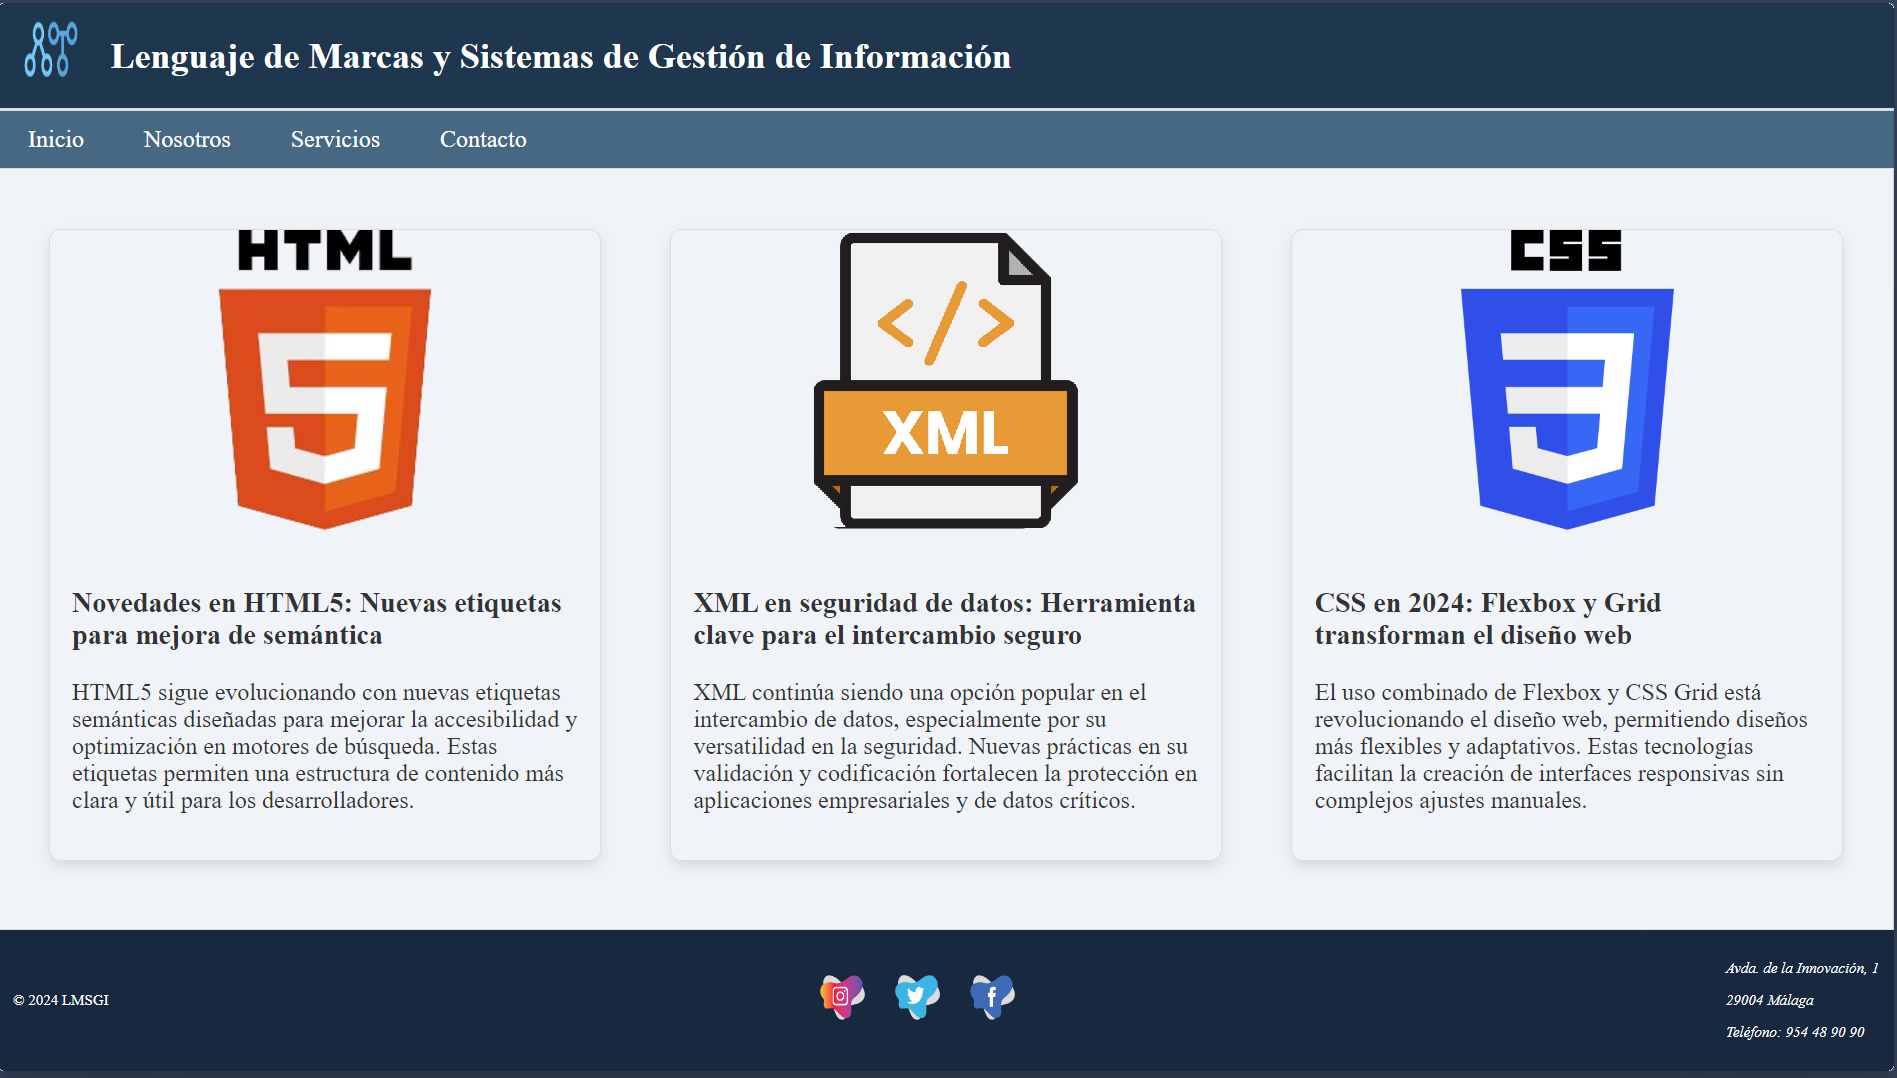 Lenguaje de Marcas y Sistemas de Gestión de Información
Inicio Nosotros Servicios Contacto
HTML
5
Novedades en HTML5: Nuevas etiquetas
para mejora de semántica
HTML5 sigue evolucionando con nuevas etiquetas
semánticas diseñadas para mejorar la accesibilidad y
optimización en motores de búsqueda. Estas
etiquetas permiten una estructura de contenido más
clara y útil para los desarrolladores.
</>
XML
XML en seguridad de datos: Herramienta
clave para el intercambio seguro
XML continúa siendo una opción popular en el
intercambio de datos, especialmente por su
versatilidad en la seguridad. Nuevas prácticas en su
validación y codificación fortalecen la protección en
aplicaciones empresariales y de datos críticos.
CSS
3
CSS en 2024: Flexbox y Grid
transforman el diseño web
El uso combinado de Flexbox y CSS Grid está
revolucionando el diseño web, permitiendo diseños
más flexibles y adaptativos. Estas tecnologías
facilitan la creación de interfaces responsivas sin
complejos ajustes manuales.
© 2024 LMSGI
f
Avda. de la Innovación, 1
29004 Málaga
Teléfono: 954 48 90 90